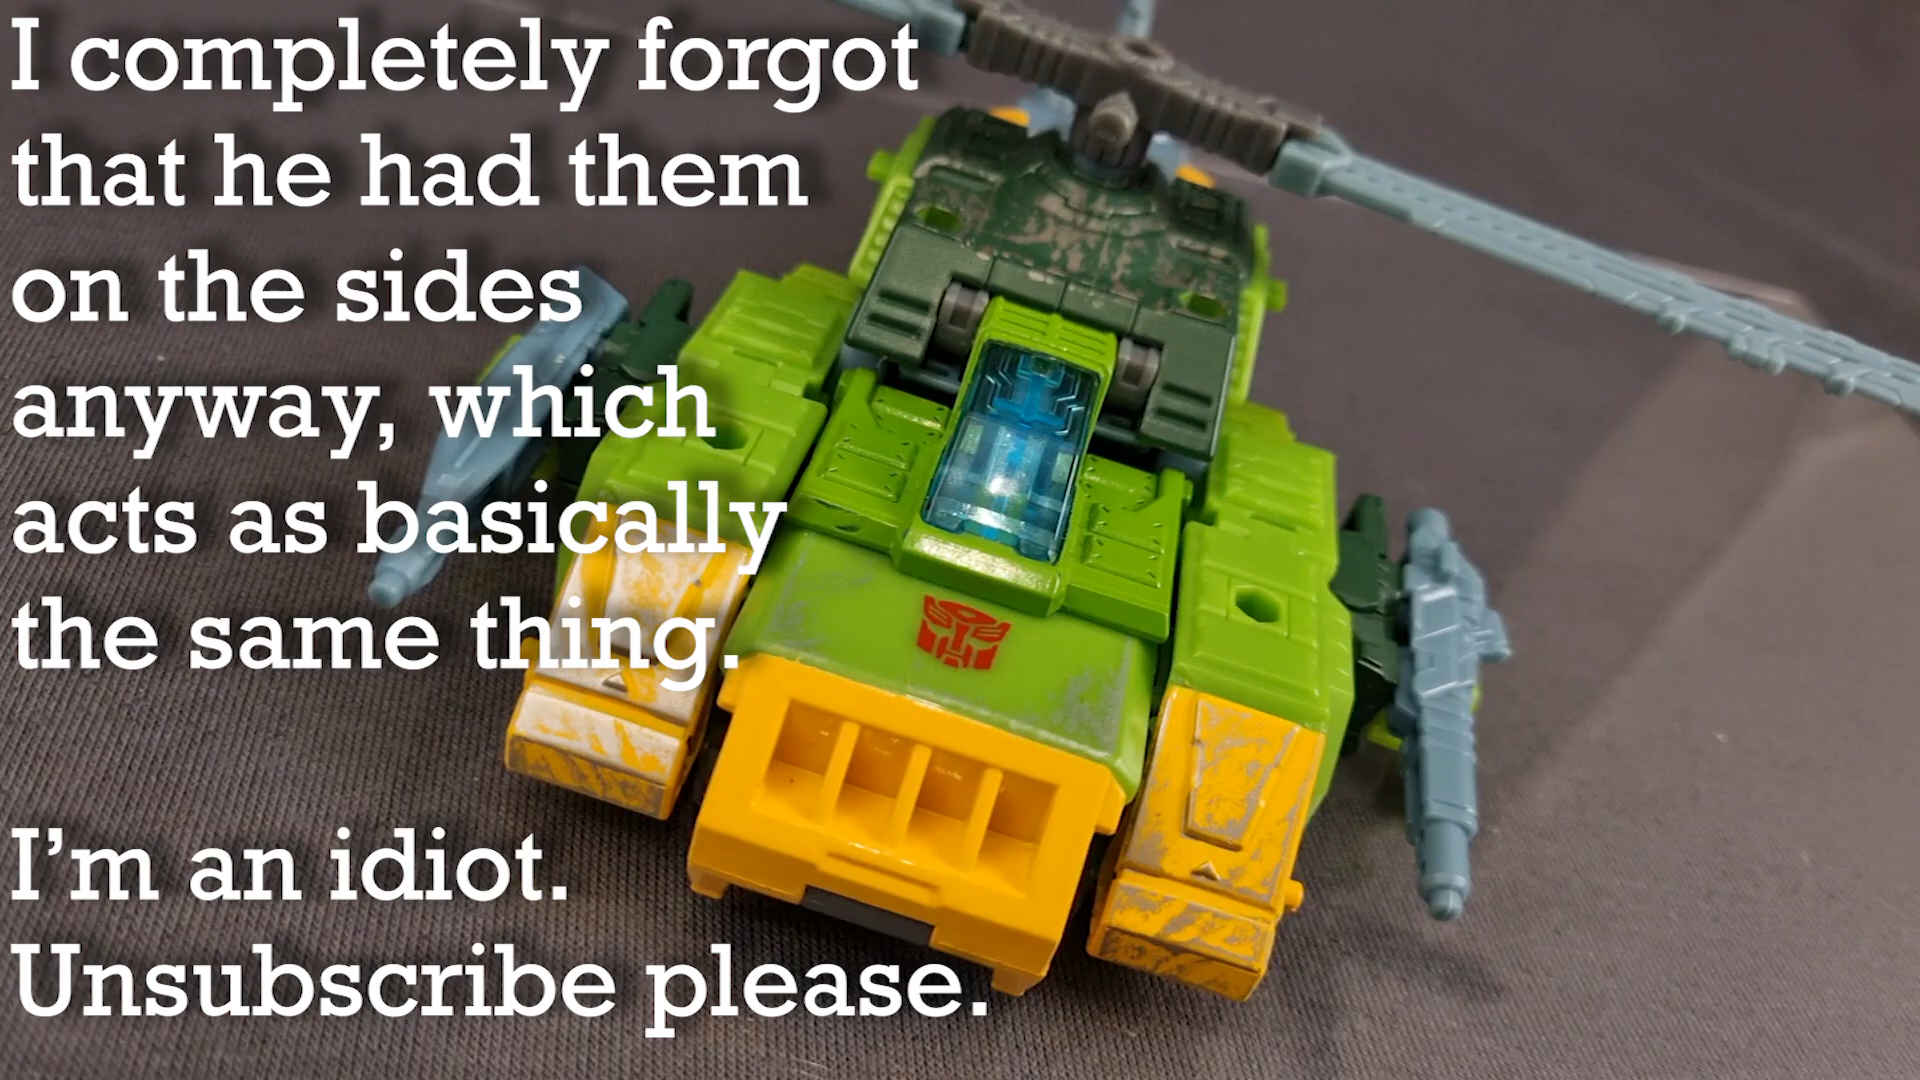 I completely forgot
that he had them
on the sides
anyway, which
acts as basically
the same thing.
I’m an idiot.
Unsubscribe please.